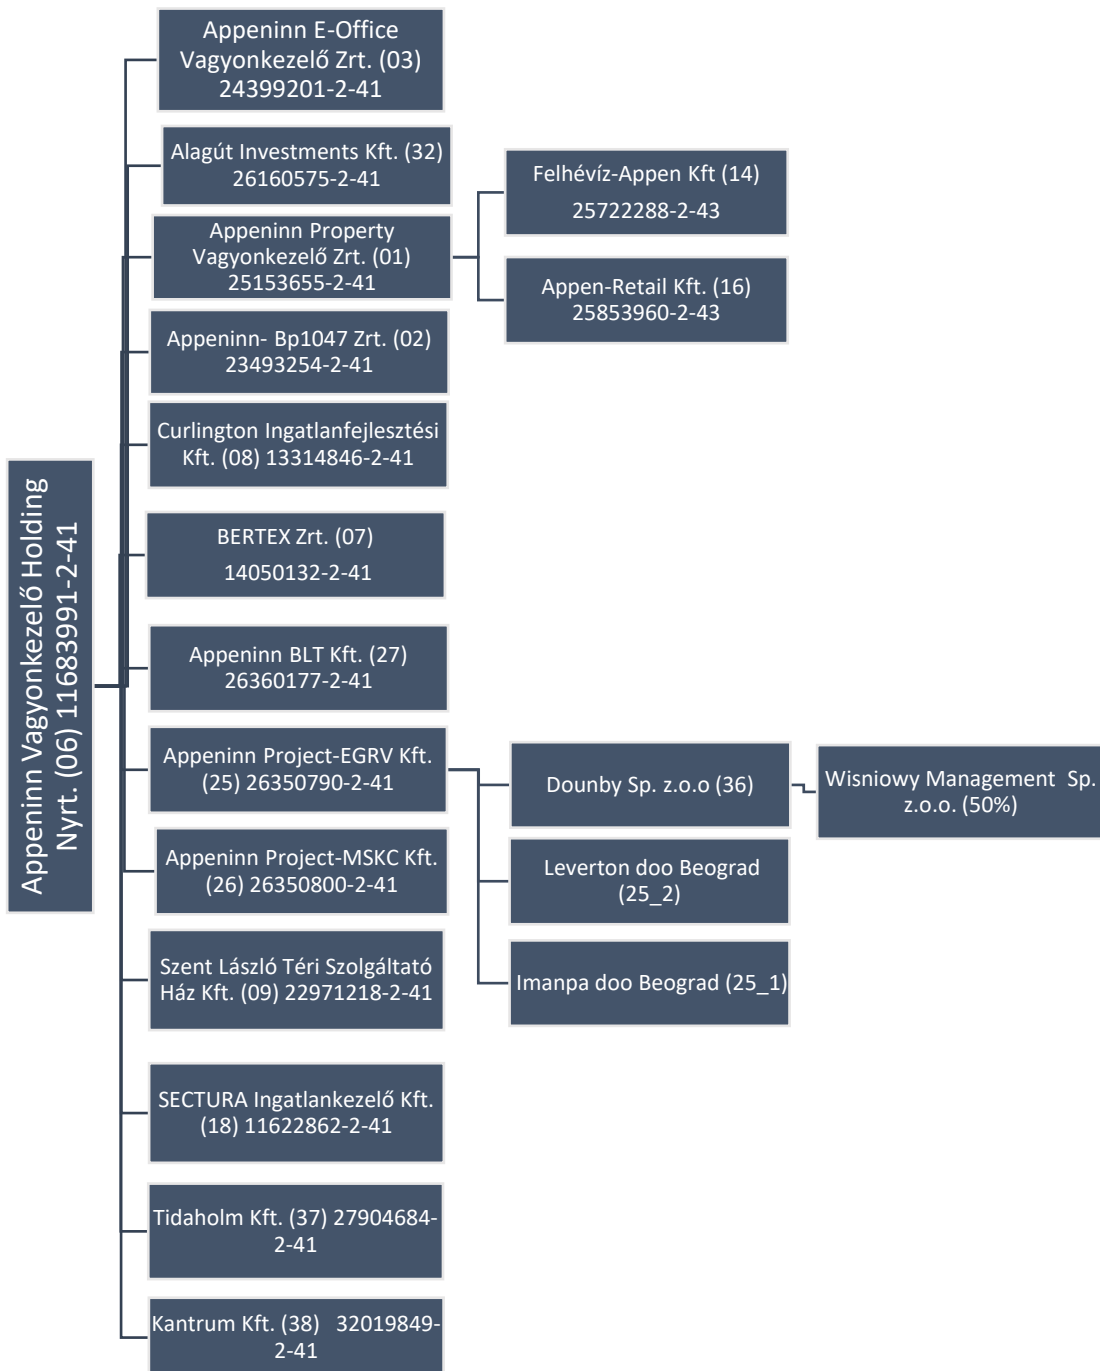 Appeninn Vagyonkezelő Holding
Nyrt. (06) 11683991-2-41
Appeninn E-Office
Vagyonkezelő Zrt. (03)
24399201-2-41
Alagút Investments Kft. (32)
26160575-2-41
Appeninn Property
Vagyonkezelő Zrt. (01)
25153655-2-41
Felhévíz-Appen Kft (14)
25722288-2-43
Appen-Retail Kft. (16)
25853960-2-43
Appeninn- Bp1047 Zrt. (02)
23493254-2-41
Curlington Ingatlanfejlesztési
Kft. (08) 13314846-2-41
BERTEX Zrt. (07)
14050132-2-41
Appeninn BLT Kft. (27)
26360177-2-41
Appeninn Project-EGRV Kft.
(25) 26350790-2-41
Dounby Sp. z.o.o (36)
Wisniowy Management Sp.
z.o.o. (50%)
Leverton doo Beograd
(25_2)
Imanpa doo Beograd (25_1)
Appeninn Project-MSKC Kft.
(26) 26350800-2-41
Szent László Téri Szolgáltató
Ház Kft. (09) 22971218-2-41
SECTURA Ingatlankezelő Kft.
(18) 11622862-2-41
Tidaholm Kft. (37) 27904684-
2-41
Kantrum Kft. (38) 32019849-
2-41